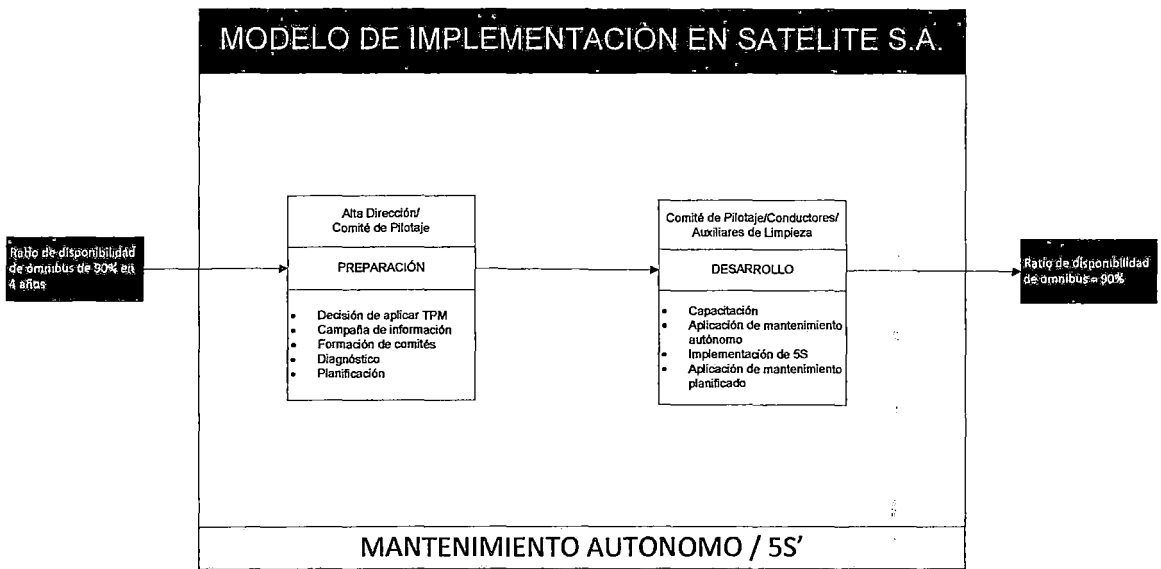 MODELO DE IMPLEMENTACIÓN EN SATELITE S.A.
Ratio de disponibilidad
de omnibus de 90% en
4 años
Alta Dirección/
Comité de Pilotaje
PREPARACIÓN
• Decisión de aplicar TPM
• Campaña de información
• Formación de comités
• Diagnóstico
• Planificación
Comité de Pilotaje/Conductores/
Auxiliares de Limpieza
DESARROLLO
• Capacitación
• Aplicación de mantenimiento
autónomo
• Implementación de 5S
• Aplicación de mantenimiento
planificado
Ratio de disponibilidad
de omnibus = 90%
MANTENIMIENTO AUTONOMO / 5S'